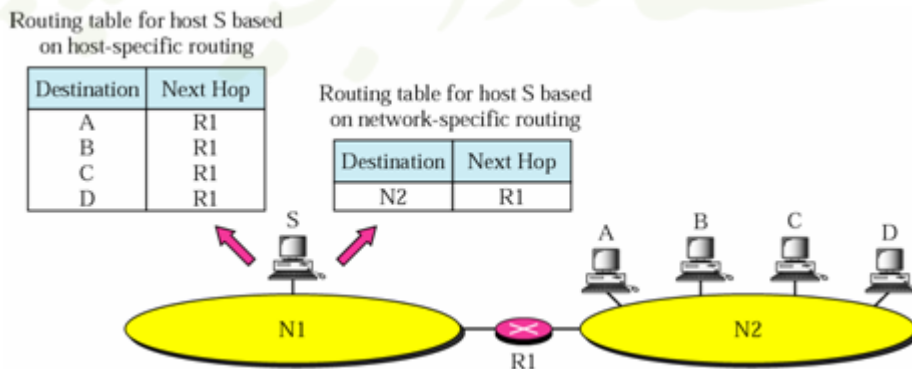 Routing table for host S based
on host-specific routing
Destination Next Hop
A R1
B R1
C R1
D R1
Routing table for host S based
on network-specific routing
Destination Next Hop
N2 R1
S
A
B
C
D
N1
R1
N2